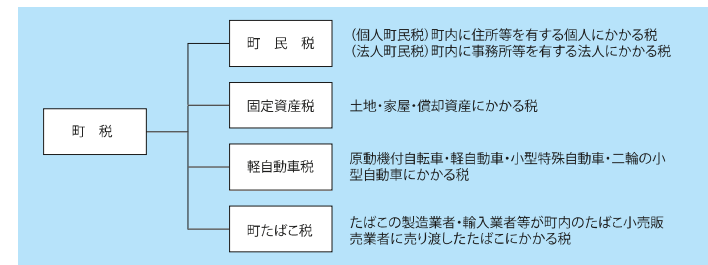 町 税
町 民 税
(個人町民税)町内に住所等を有する個人にかかる税
(法人町民税)町内に事務所等を有する法人にかかる税
固定資産税
土地・家屋・償却資産にかかる税
軽自動車税
原動機付自転車・軽自動車・小型特殊自動車・二輪の小
型自動車にかかる税
町たばこ税
たばこの製造業者・輸入業者等が町内のたばこ小売販
売業者に売り渡したたばこにかかる税